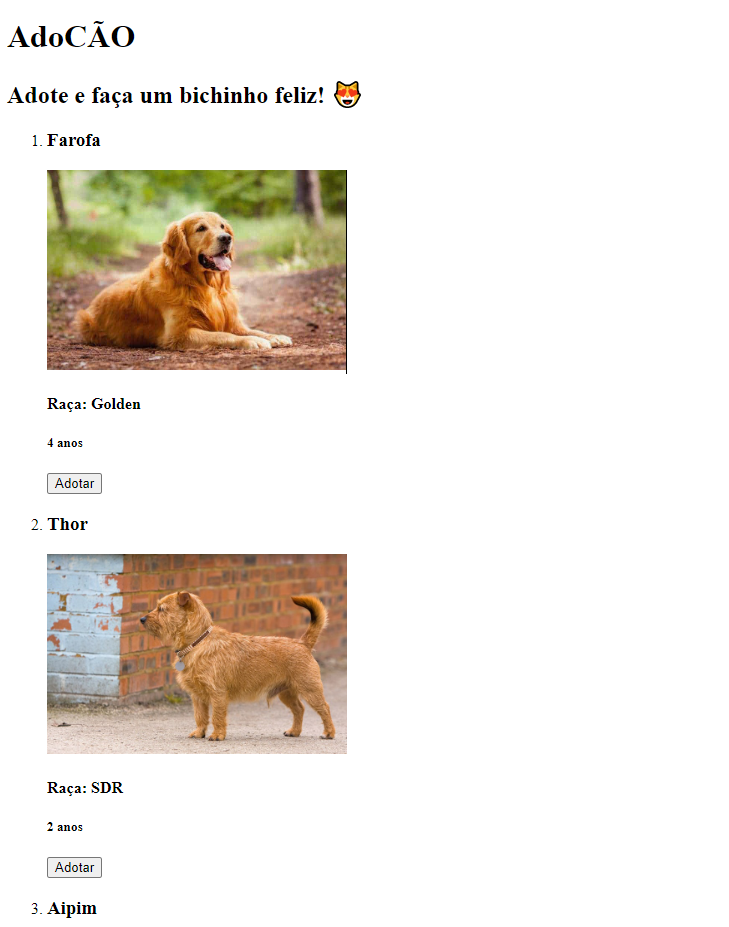 AdoCÃO
Adote e faça um bichinho feliz! 😻
1. Farofa
Raça: Golden
4 anos
Adotar
2. Thor
Raça: SDR
2 anos
Adotar
3. Aipim